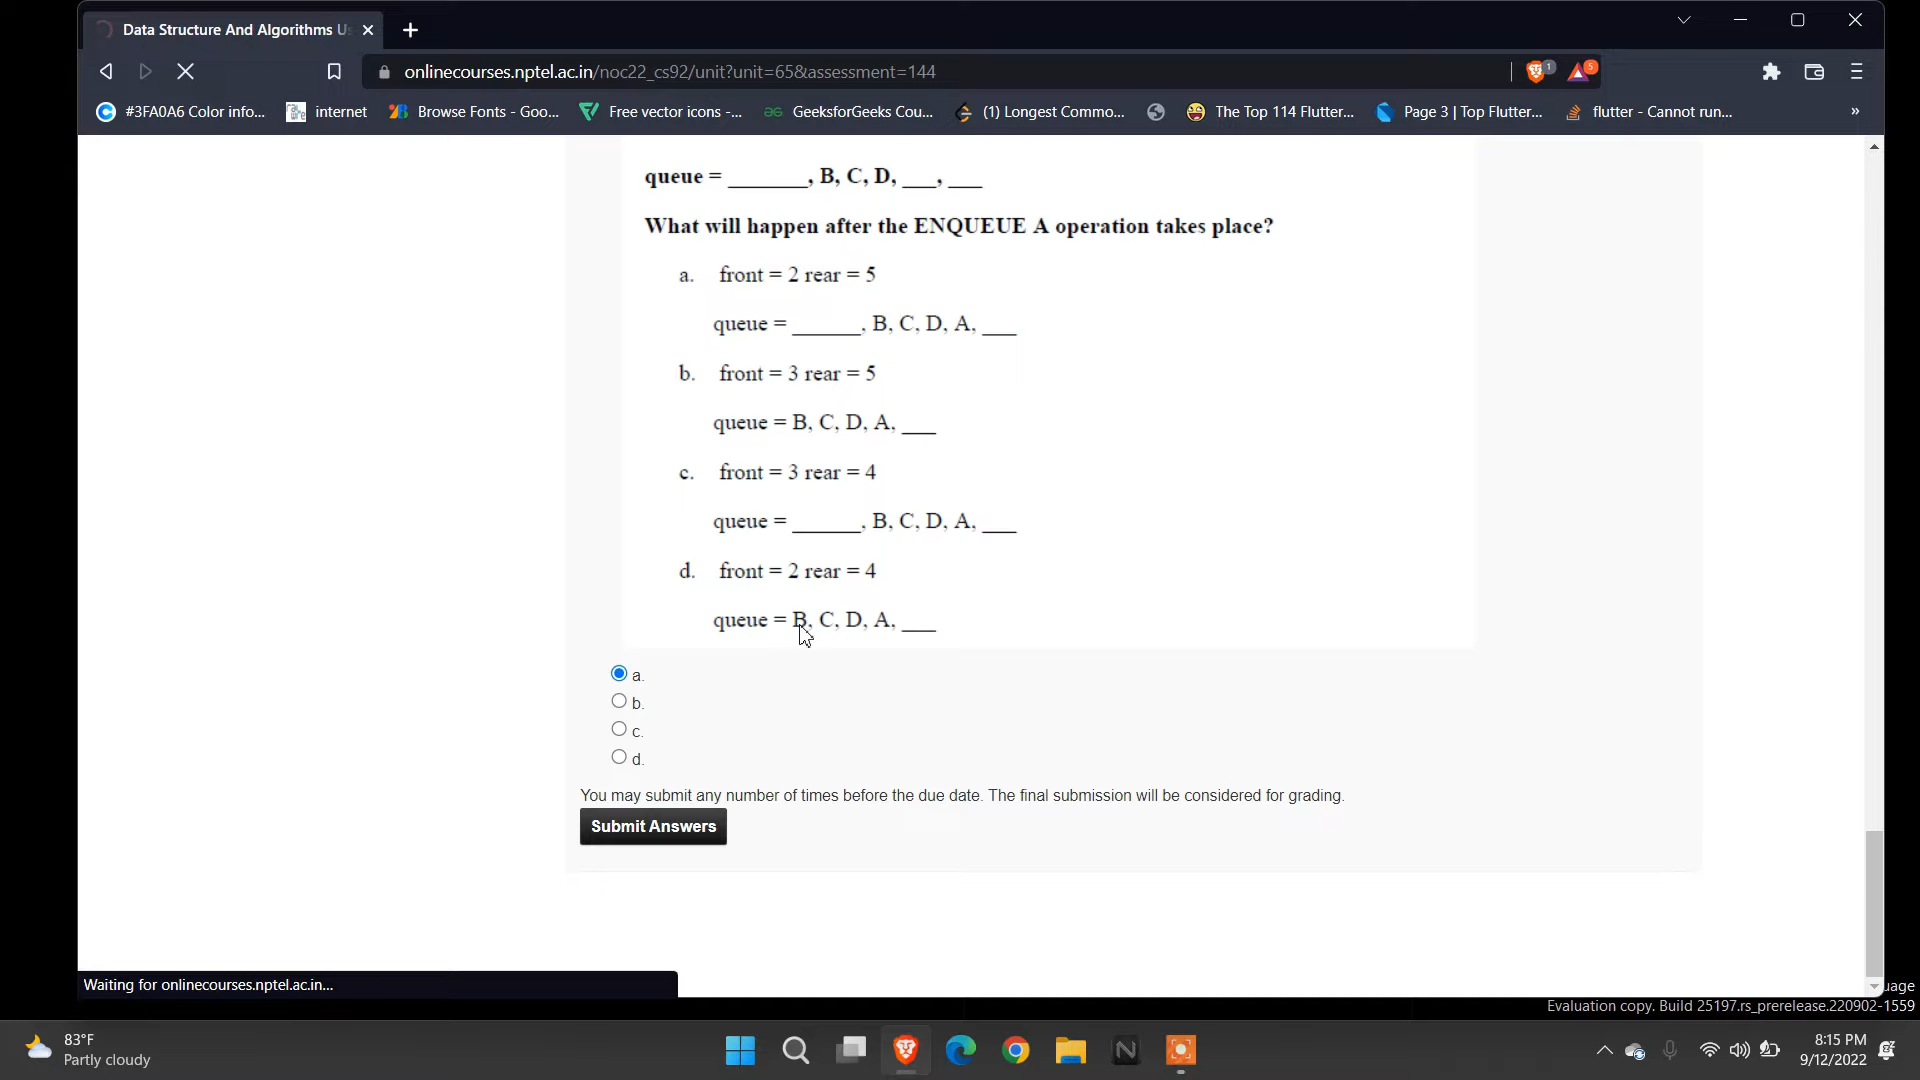 Data Structure And Algorithms Us
onlinecourses.nptel.ac.in/noc22_cs92/unit?unit=65&assessment=144
1
5
#3FA0A6 Color info...
internet
Browse Fonts - Goo...
Free vector icons -...
GeeksforGeeks Cou...
(1) Longest Commo...
The Top 114 Flutter...
Page 3 | Top Flutter...
flutter - Cannot run...
»
queue = _______, B, C, D, ___, ___
What will happen after the ENQUEUE A operation takes place?
a. front = 2 rear = 5
queue = ______, B, C, D, A, ___
b. front = 3 rear = 5
queue = B, C, D, A, ___
c. front = 3 rear = 4
queue = ______, B, C, D, A, ___
d. front = 2 rear = 4
queue = B, C, D, A, ___
a.
b.
c.
d.
You may submit any number of times before the due date. The final submission will be considered for grading.
Submit Answers
Waiting for onlinecourses.nptel.ac.in...
uage
Evaluation copy. Build 25197.rs_prerelease.220902-1559
83°F
Partly cloudy
8:15 PM
9/12/2022